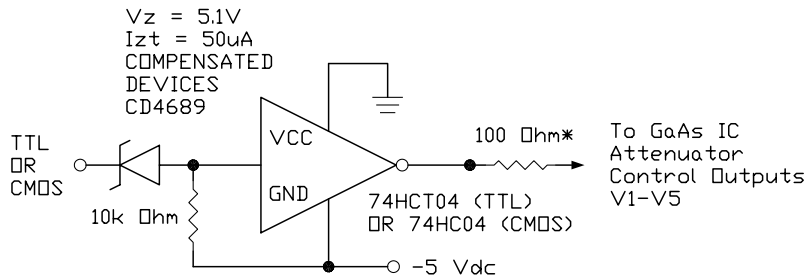 Vz = 5.1V
Izt = 50uA
COMPENSATED
DEVICES
CD4689
TTL
OR
CMOS
10k Ohm
VCC
GND
100 Ohm*
74HCT04 (TTL)
OR 74HC04 (CMOS)
-5 Vdc
To GaAs IC
Attenuator
Control Outputs
V1-V5